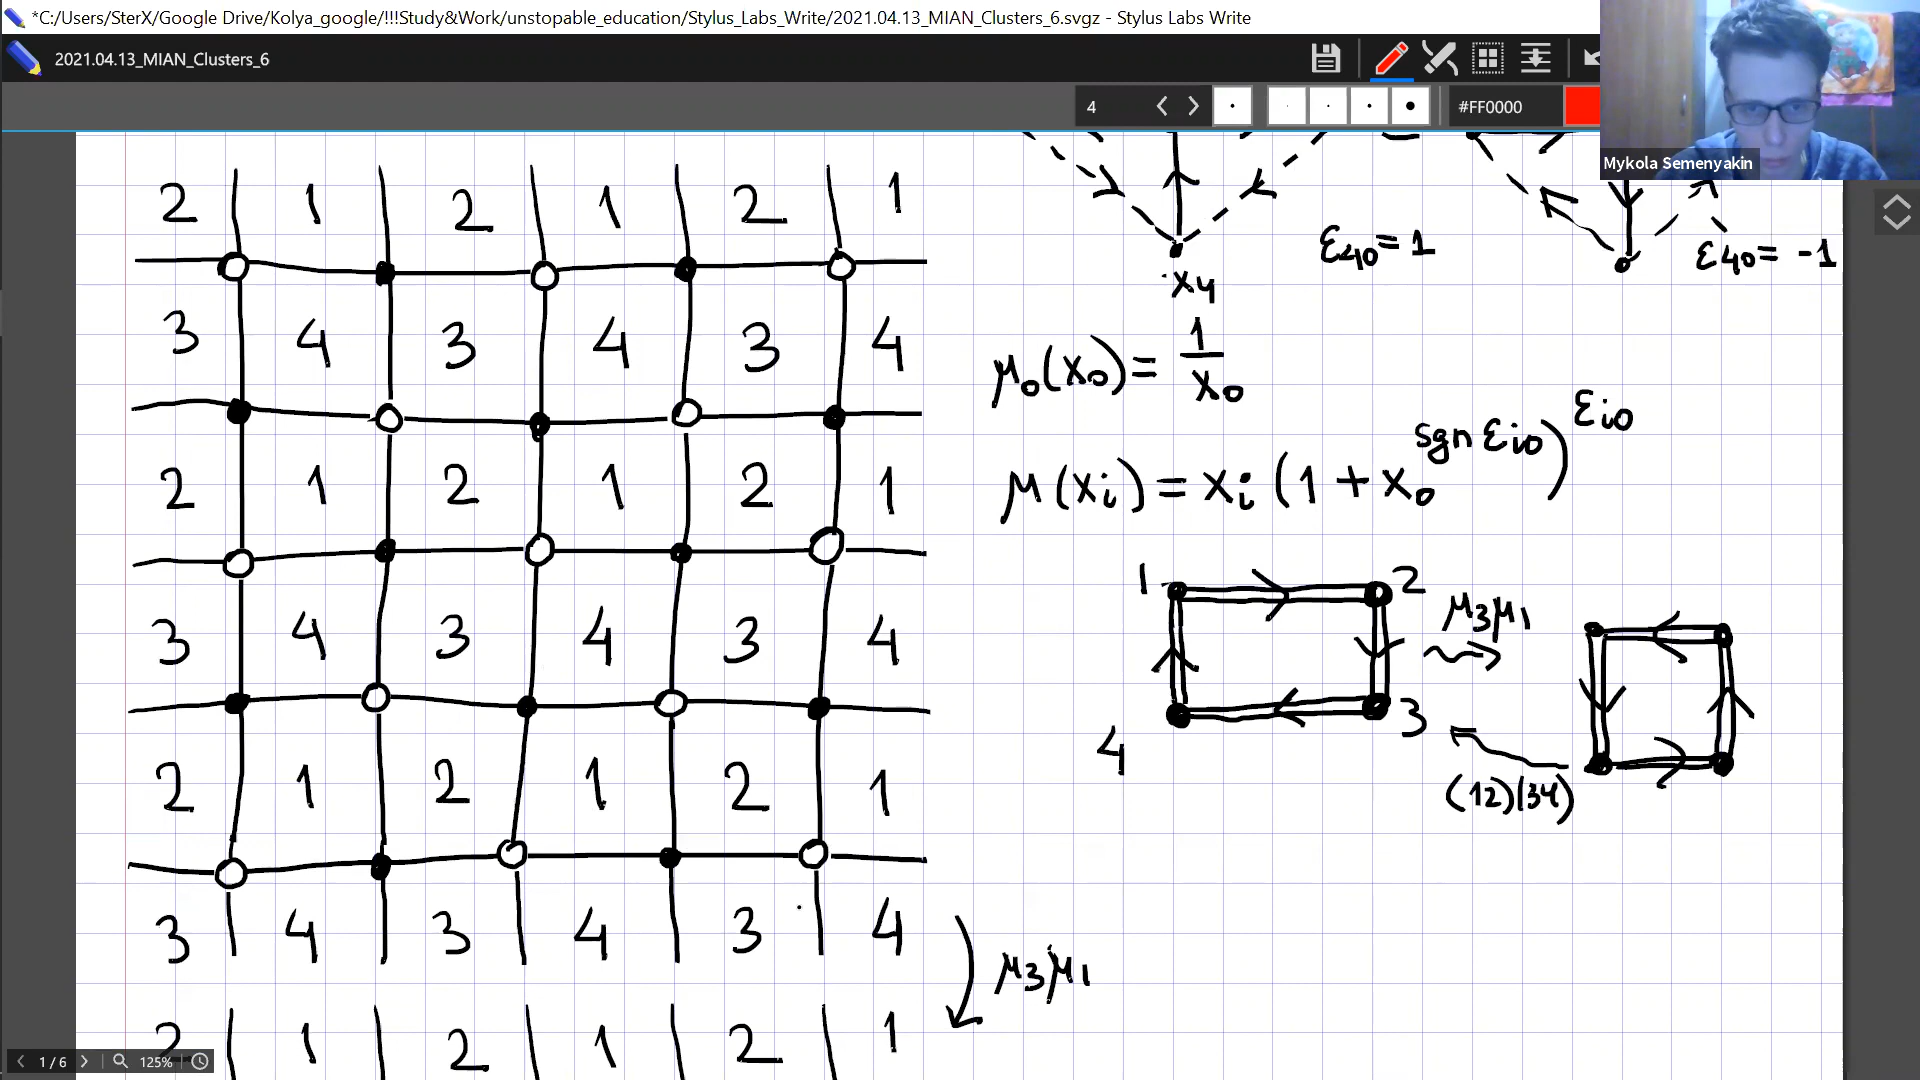 *C:/Users/SterX/Google Drive/Kolya_google/!!!Study&Work/unstopable_education/Stylus_Labs_Write/2021.04.13_MIAN_Clusters_6.svgz - Stylus Labs Write
2021.04.13_MIAN_Clusters_6
4
#FF0000
Mykola Semenyakin
2 1 2 1 2 1
3 4 3 4 3 4
2 1 2 1 2 1
3 4 3 4 3 4
2 1 2 1 2 1
3 4 3 4 3 4
2 1 2 1 2 1
x₄
ε₄₀ = 1
ε₄₀ = -1
μ₀(x₀) = 1/x₀
μ(xᵢ) = xᵢ (1 + x₀^{sgn εᵢ₀})^{εᵢ₀}
1 2
μ₃μ₁
4 3
(12)(34)
μ₃μ₁
1 / 6
125%